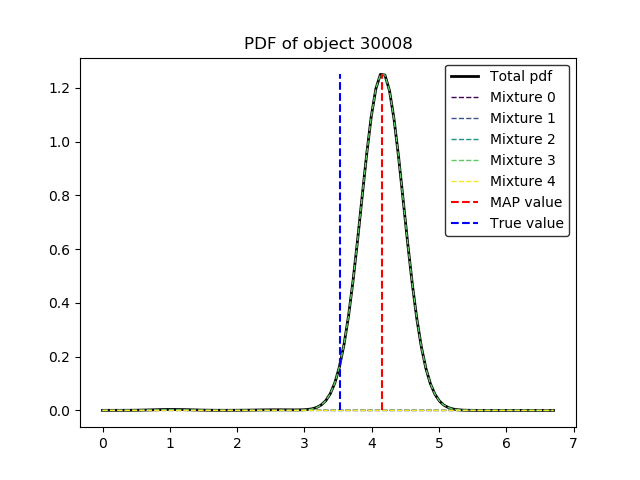 PDF of object 30008
Total pdf
Mixture 0
Mixture 1
Mixture 2
Mixture 3
Mixture 4
MAP value
True value
1.2
1.0
0.8
0.6
0.4
0.2
0.0
0 1 2 3 4 5 6 7